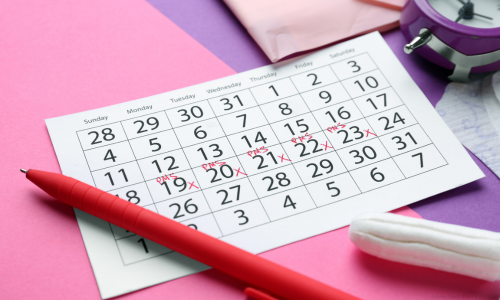 Sunday Monday Tuesday Wednesday Thursday Friday Saturday
28 29 30 31 1 2 3
4 5 6 7 8 9 10
11 12 13 14 15 16 17
PMS PMS PMS PMS PMS
18 19 x 20 x 21 x 22 x 23 x 24
26 27 28 29 30 31
1 3 4 5 6 7